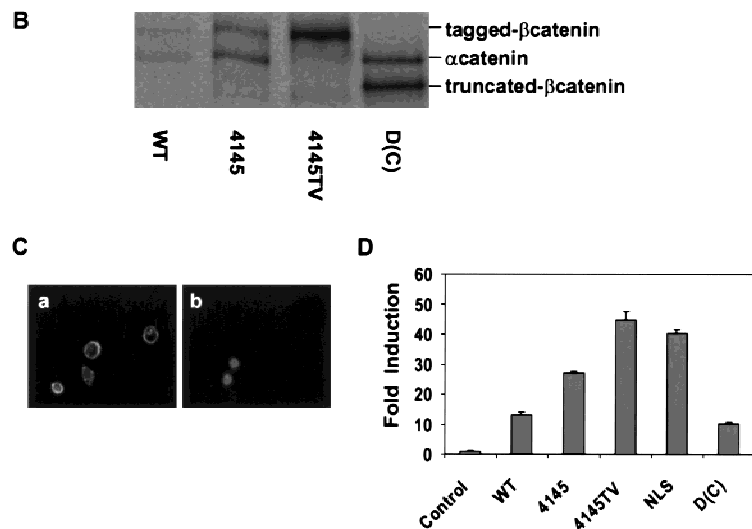 B
tagged-βcatenin
αcatenin
truncated-βcatenin
WT
4145
4145TV
D(C)
C
a
b
D
Fold Induction
60
50
40
30
20
10
0
Control
WT
4145
4145TV
NLS
D(C)